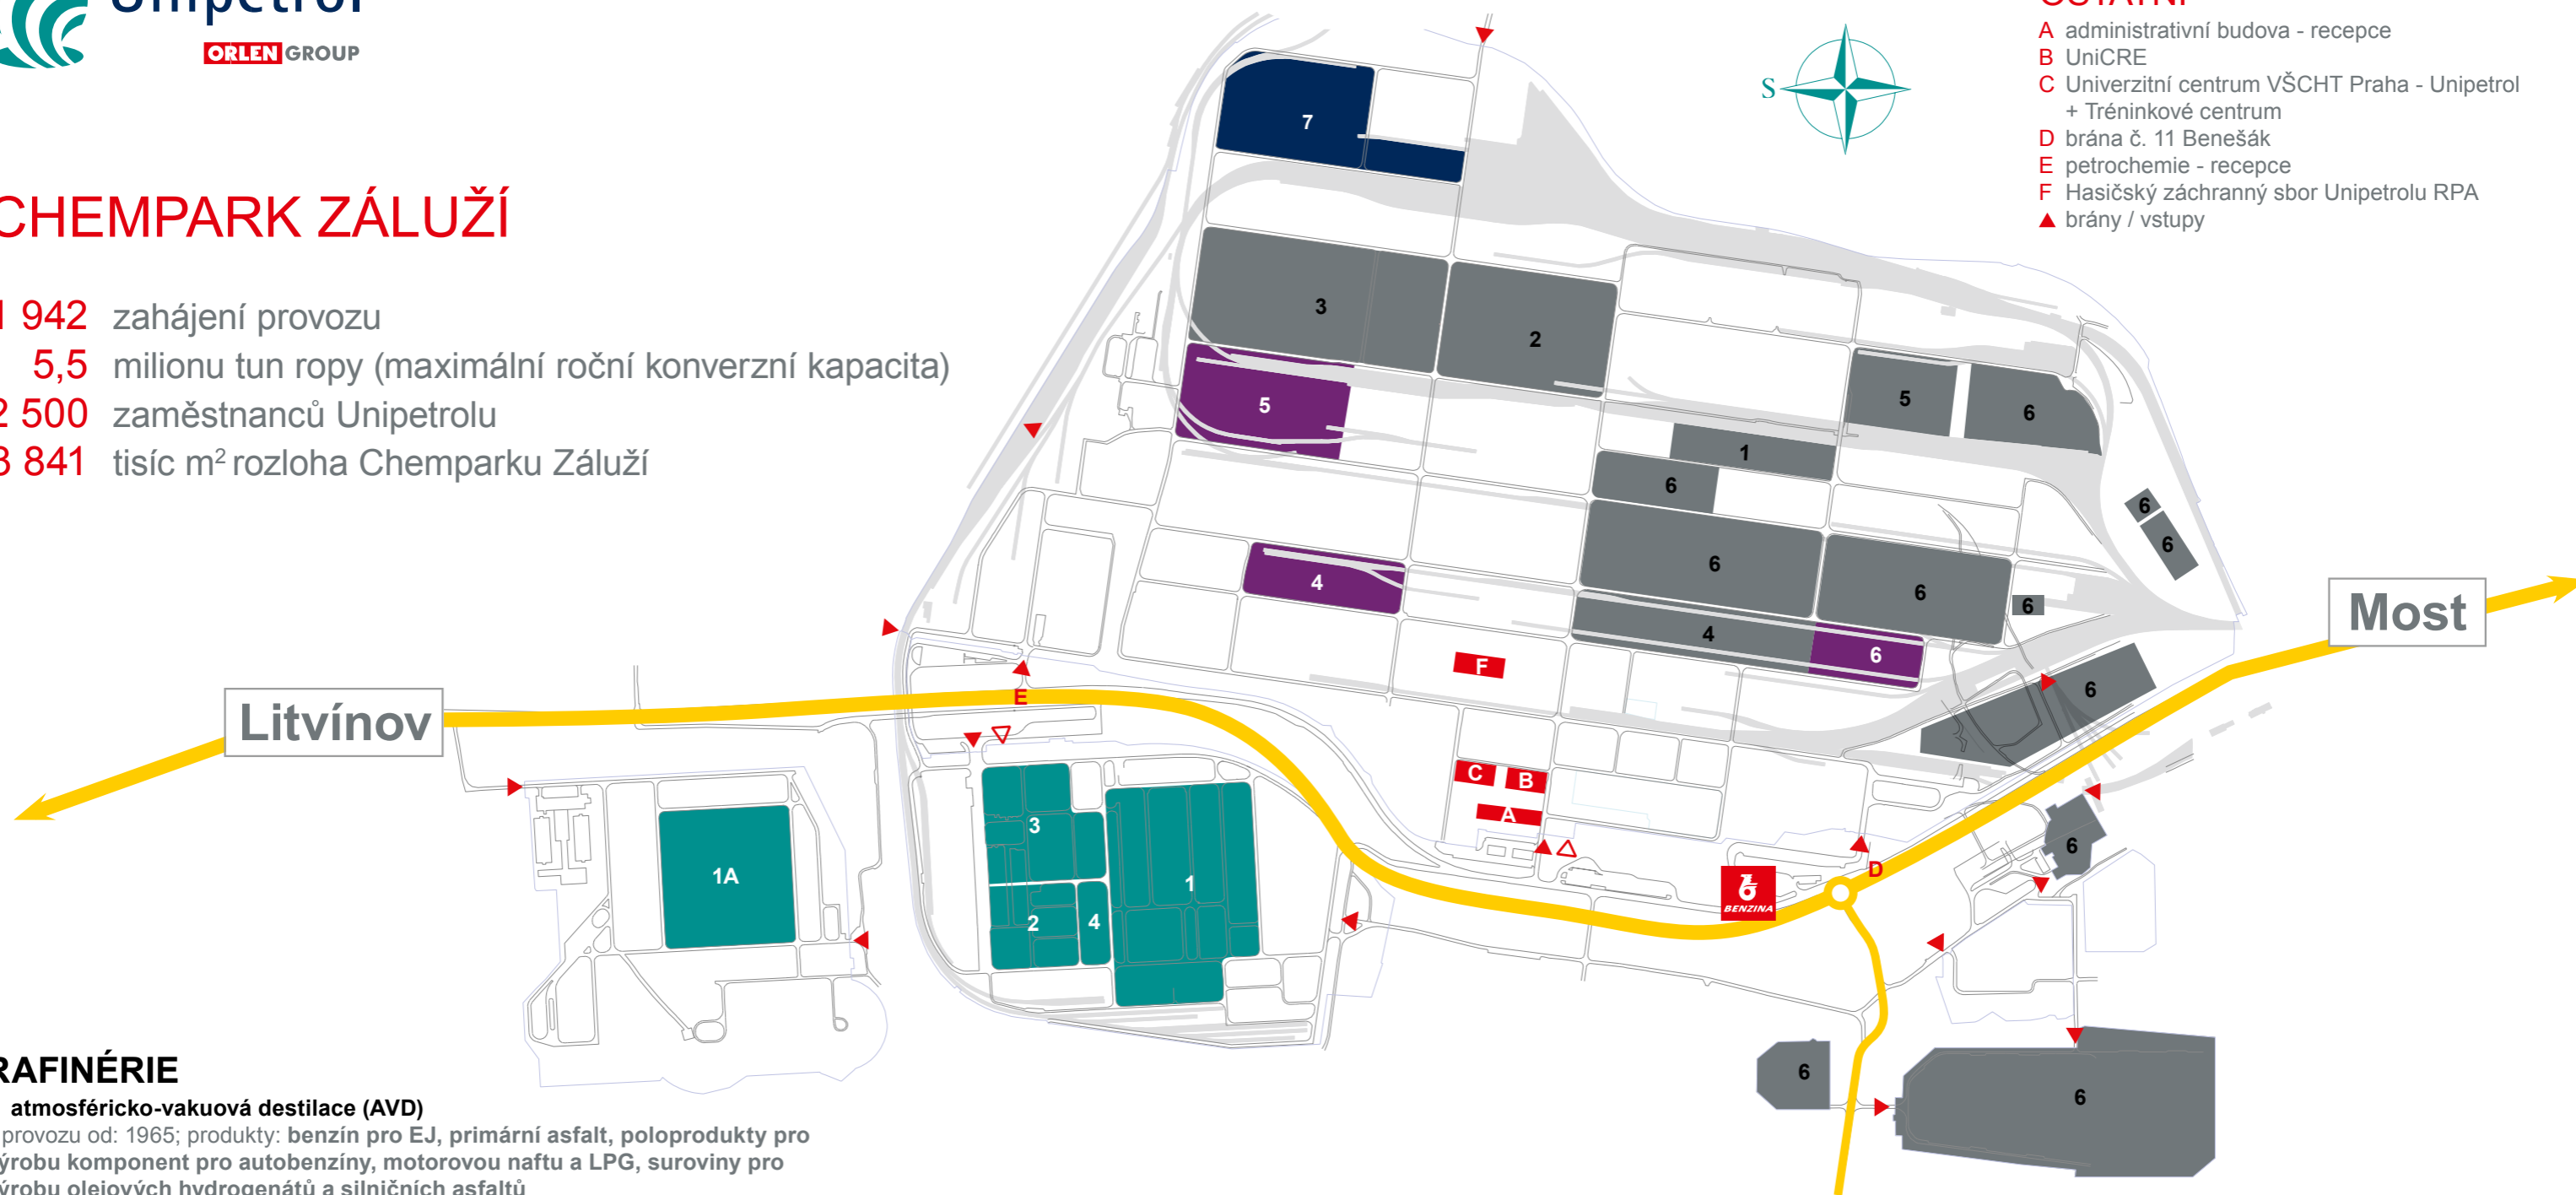 Unipetrol
ORLEN GROUP
CHEMPARK ZÁLUŽÍ
1 942 zahájení provozu
5,5 milionu tun ropy (maximální roční konverzní kapacita)
2 500 zaměstnanců Unipetrolu
3 841 tisíc m² rozloha Chemparku Záluží
OSTATNÍ
A administrativní budova - recepce
B UniCRE
C Univerzitní centrum VŠCHT Praha - Unipetrol
+ Tréninkové centrum
D brána č. 11 Benešák
E petrochemie - recepce
F Hasičský záchranný sbor Unipetrolu RPA
brány / vstupy
S
7
3
2
5
5
6
1
6
6
6
6
4
6
6
4
6
F
6
Most
Litvínov
E
C
B
A
3
1A
1
2
4
BENZINA
D
6
6
6
RAFINÉRIE
atmosféricko-vakuová destilace (AVD)
provozu od: 1965; produkty: benzín pro EJ, primární asfalt, poloprodukty pro
výrobu komponent pro autobenzíny, motorovou naftu a LPG, suroviny pro
výrobu olejových hydrogenátů a silničních asfaltů